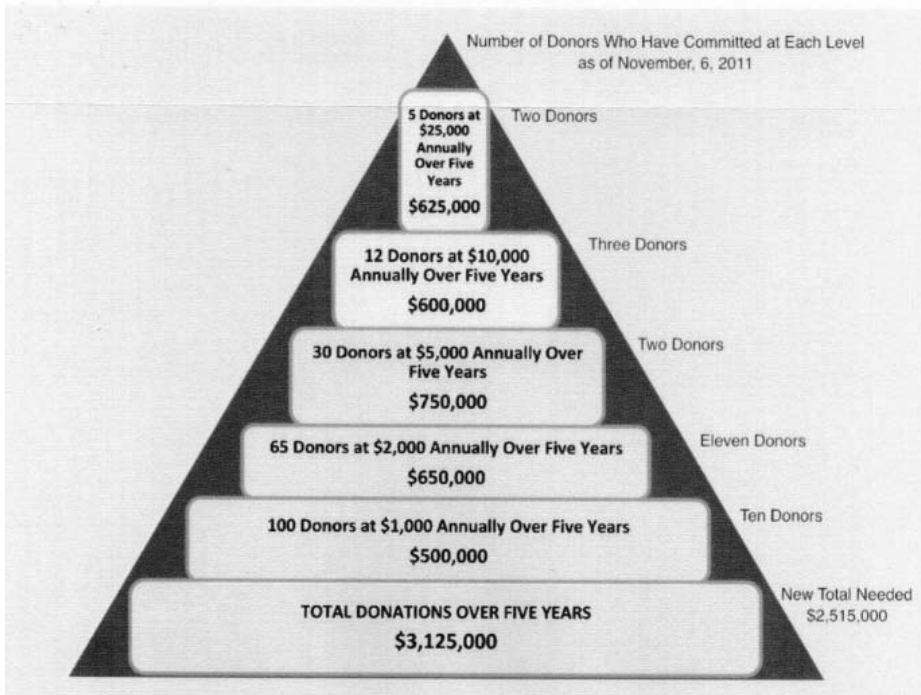 Number of Donors Who Have Committed at Each Level
as of November, 6, 2011
5 Donors at
$25,000
Annually
Over Five
Years
$625,000
Two Donors
12 Donors at $10,000
Annually Over Five Years
$600,000
Three Donors
30 Donors at $5,000 Annually Over
Five Years
$750,000
Two Donors
65 Donors at $2,000 Annually Over Five Years
$650,000
Eleven Donors
100 Donors at $1,000 Annually Over Five Years
$500,000
Ten Donors
TOTAL DONATIONS OVER FIVE YEARS
$3,125,000
New Total Needed
$2,515,000